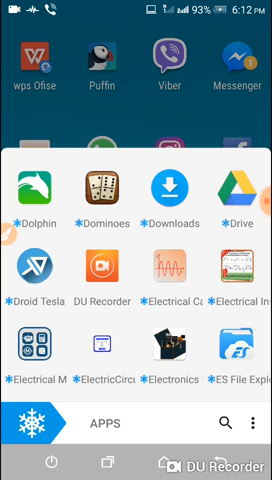 93% 6:12 PM
wps Ofise Puffin Viber Messenger
1
*Dolphin *Dominoes *Downloads *Drive
*Droid Tesla DU Recorder *Electrical Ca *Electrical Ins
*Electrical M *ElectricCircu *Electronics *ES File Explo
APPS
DU Recorder